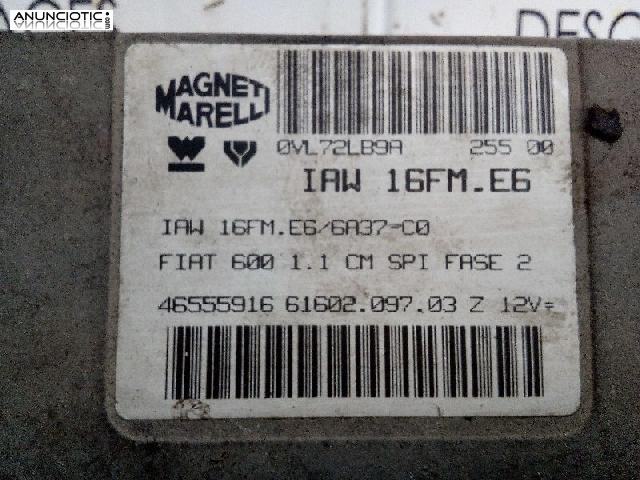 ANUNCIOTIC
.com
MAGNETI
MARELLI
0VL72LB9A 255 00
IAW 16FM.E6
IAW 16FM.E6/6A37-C0
FIAT 600 1.1 CM SPI FASE 2
46555916 61602.097.03 Z 12V=